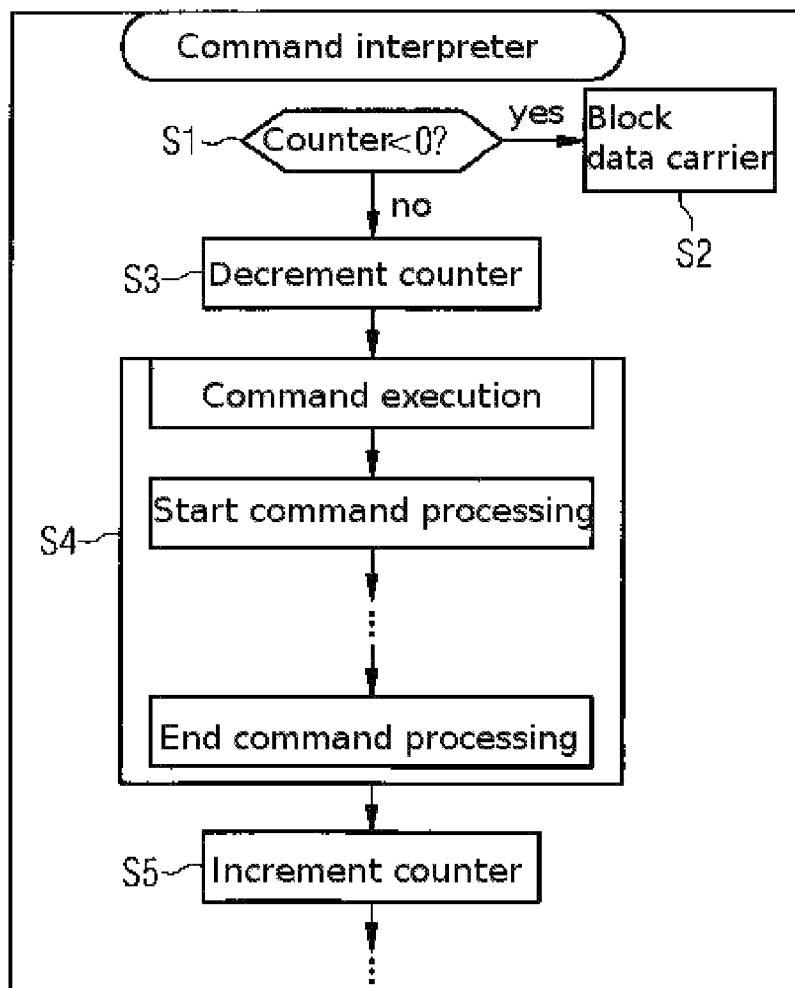 Command interpreter
S1
Counter<0?
yes
Block
data carrier
S2
no
S3
Decrement counter
Command execution
Start command processing
S4
End command processing
S5
Increment counter